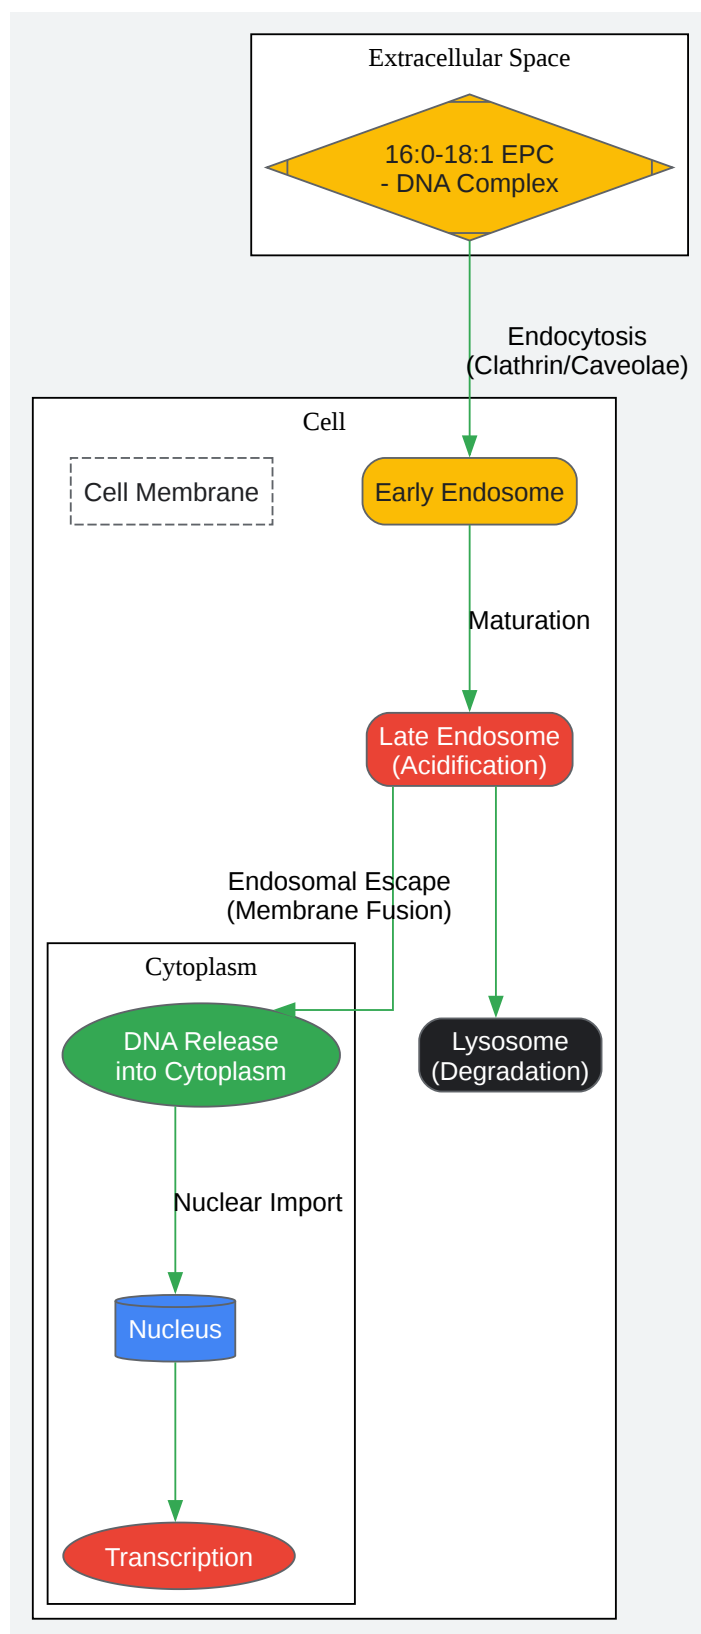 Extracellular Space
16:0-18:1 EPC
- DNA Complex
Endocytosis
(Clathrin/Caveolae)
Cell
Cell Membrane
Early Endosome
Maturation
Late Endosome
(Acidification)
Endosomal Escape
(Membrane Fusion)
Cytoplasm
DNA Release
into Cytoplasm
Lysosome
(Degradation)
Nuclear Import
Nucleus
Transcription